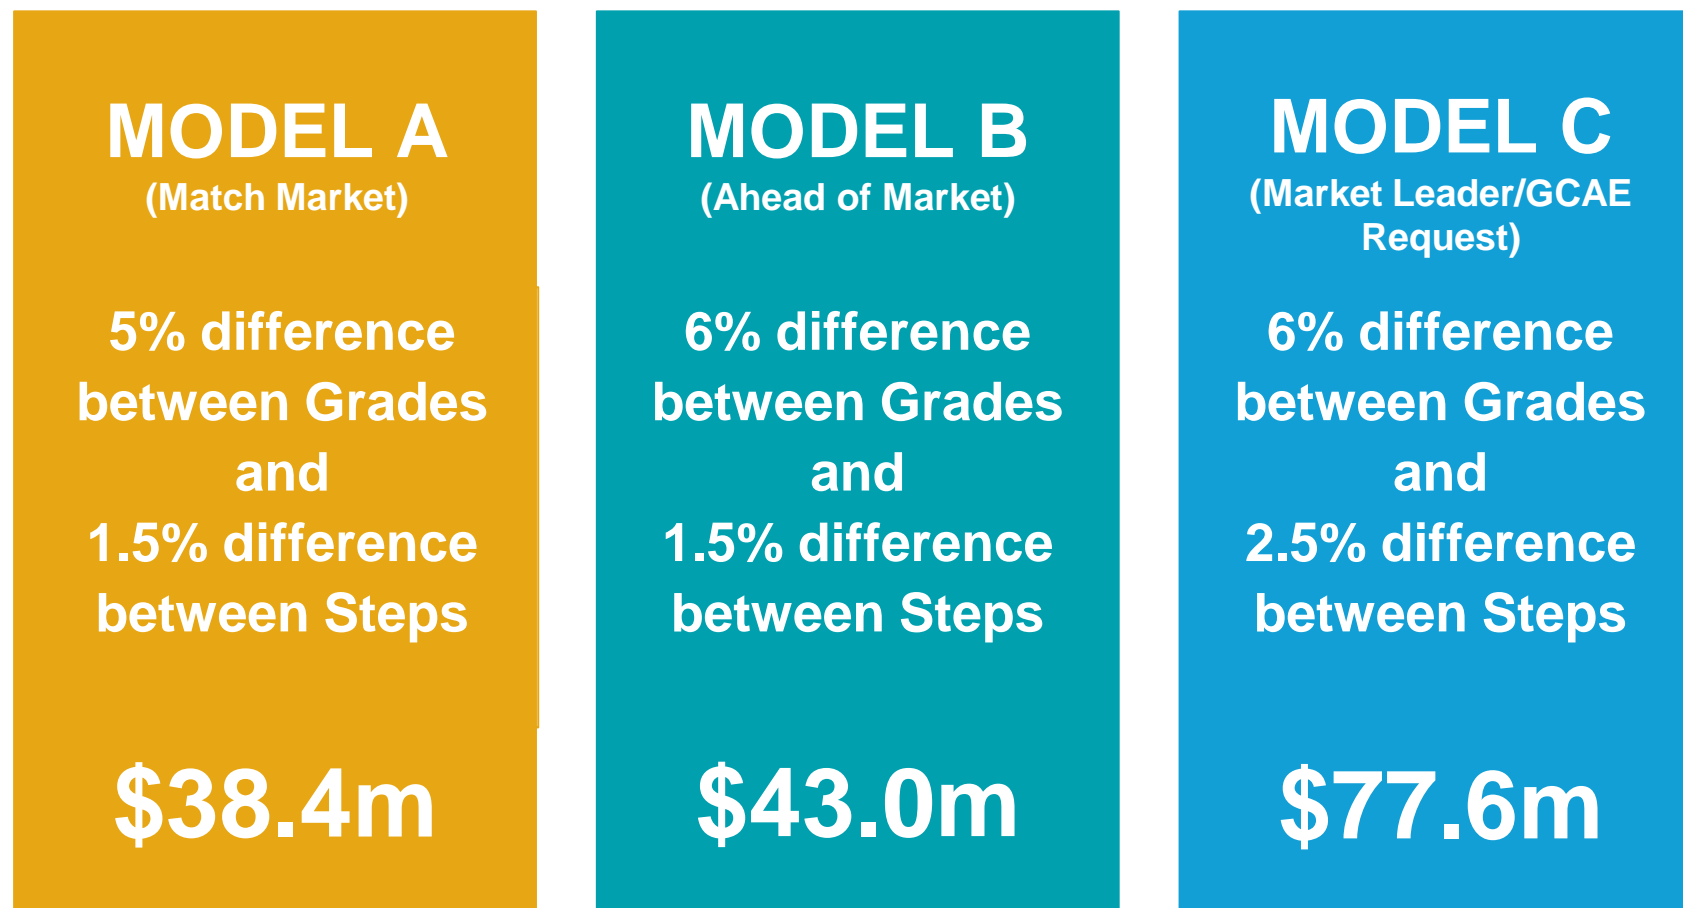 MODEL A
(Match Market)
5% difference
between Grades
and
1.5% difference
between Steps
$38.4m
MODEL B
(Ahead of Market)
6% difference
between Grades
and
1.5% difference
between Steps
$43.0m
MODEL C
(Market Leader/GCAE
Request)
6% difference
between Grades
and
2.5% difference
between Steps
$77.6m